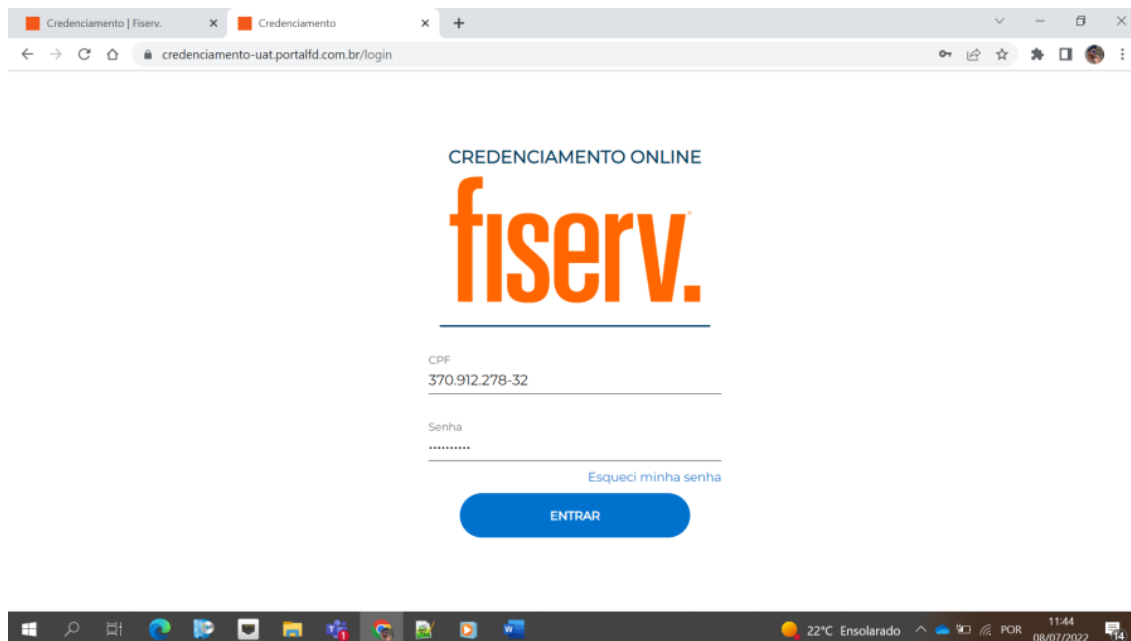 Credenciamento | Fiserv.
Credenciamento
credenciamento-uat.portalfd.com.br/login
CREDENCIAMENTO ONLINE
fiserv.
CPF
370.912.278-32
Senha
..........
Esqueci minha senha
ENTRAR
22°C Ensolarado
POR
11:44
08/07/2022
14
1